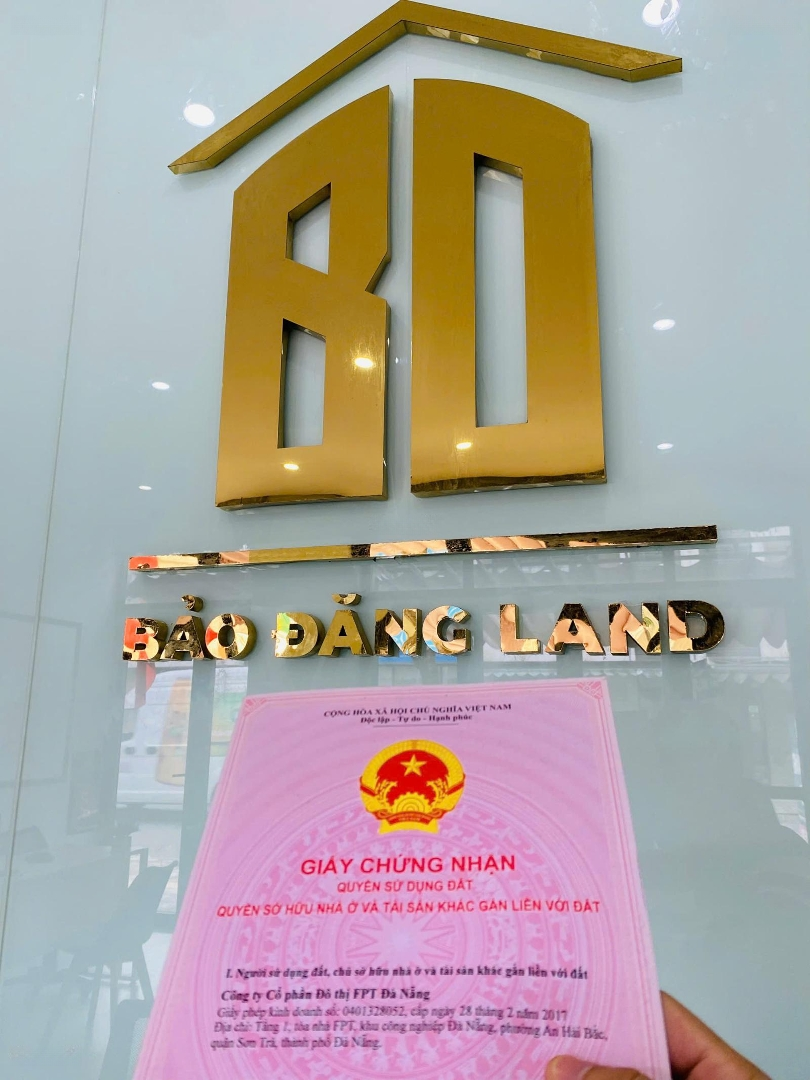 BD
BẢO ĐĂNG LAND
CỘNG HÒA XÃ HỘI CHỦ NGHĨA VIỆT NAM
Độc lập - Tự do - Hạnh phúc
GIẤY CHỨNG NHẬN
QUYỀN SỬ DỤNG ĐẤT
QUYỀN SỞ HỮU NHÀ Ở VÀ TÀI SẢN KHÁC GẮN LIỀN VỚI ĐẤT
I. Người sử dụng đất, chủ sở hữu nhà ở và tài sản khác gắn liền với đất
Công ty Cổ phần Đô thị FPT Đà Nẵng
Giấy phép kinh doanh số: 0401328052, cấp ngày 28 tháng 2 năm 2017
Địa chỉ: Tầng 1, tòa nhà FPT, khu công nghiệp Đà Nẵng, phường An Hải Bắc,
quận Sơn Trà, thành phố Đà Nẵng.